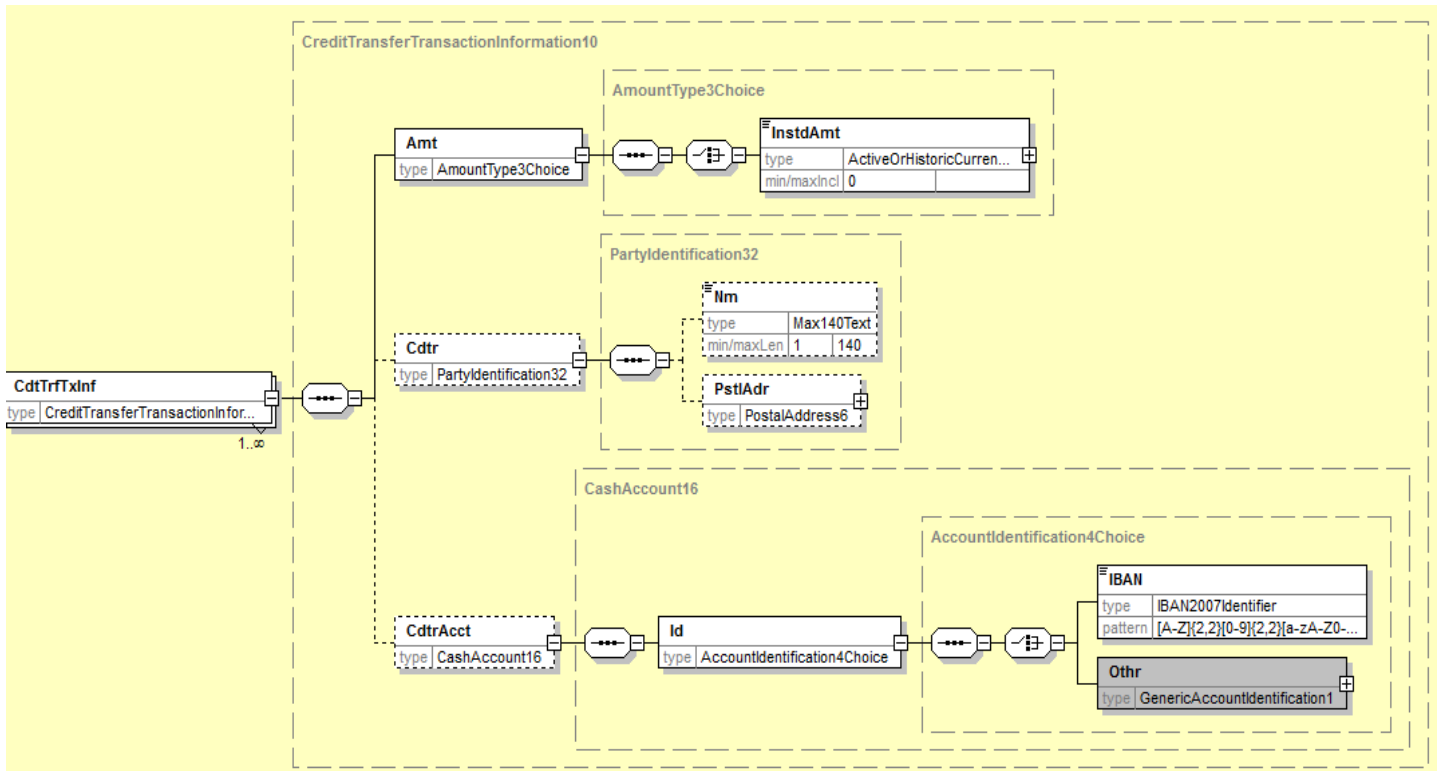 CreditTransferTransactionInformation10
AmountType3Choice
Amt
type AmountType3Choice
InstdAmt
type ActiveOrHistoricCurren...
min/maxIncl 0
PartyIdentification32
Nm
type Max140Text
min/maxLen 1 140
Cdtr
type PartyIdentification32
PstlAdr
type PostalAddress6
CdtTrfTxInf
type CreditTransferTransactionInfor...
1..∞
CashAccount16
AccountIdentification4Choice
IBAN
type IBAN2007Identifier
pattern [A-Z]{2,2}[0-9]{2,2}[a-zA-Z0-...
CdtrAcct
type CashAccount16
Id
type AccountIdentification4Choice
Othr
type GenericAccountIdentification1